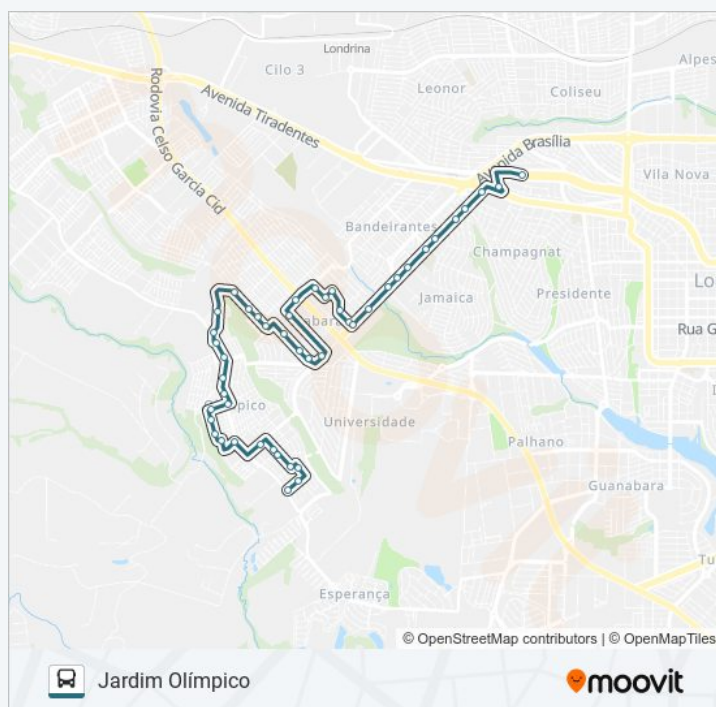 Londrina
Cilo 3
Alpes
Leonor
Coliseu
Rodovia Celso Garcia Cid
Avenida Tiradentes
Avenida Brasília
Vila Nova
Bandeirantes
Champagnat
Jamaica
Presidente
Rua G
Universidade
Palhano
Guanabara
Esperança
© OpenStreetMap contributors | © OpenMapTiles
Jardim Olímpico
moovit